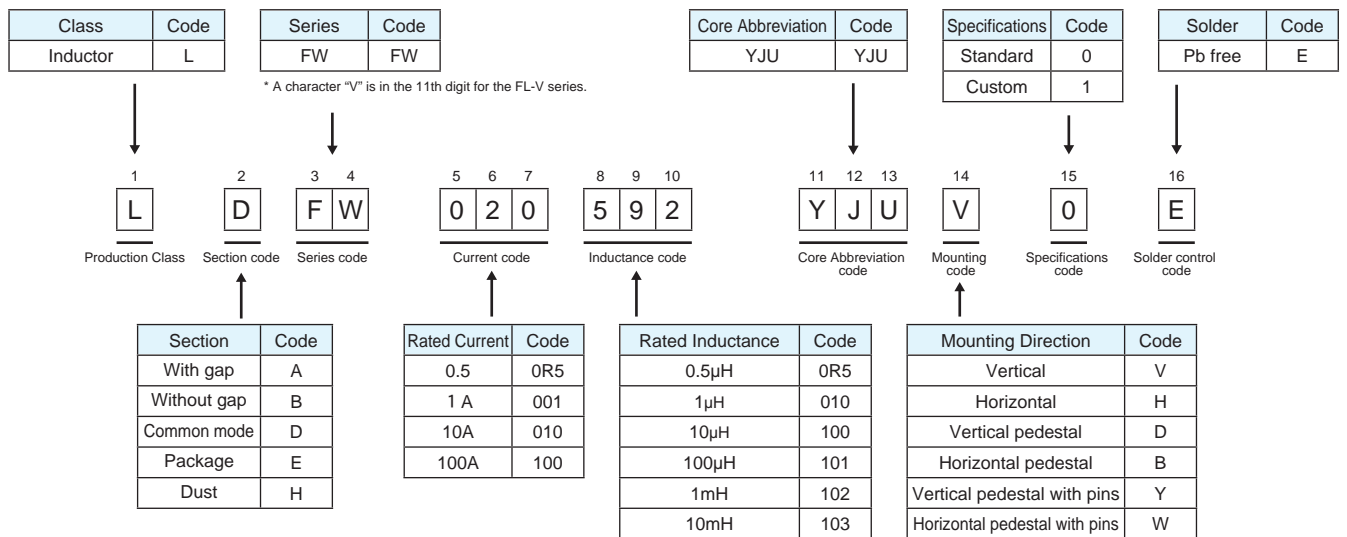 Class Code
Inductor L
Series Code
FW FW
* A character “V” is in the 11th digit for the FL-V series.
Core Abbreviation Code
YJU YJU
Specifications Code
Standard 0
Custom 1
Solder Code
Pb free E
1 2 3 4 5 6 7 8 9 10 11 12 13 14 15 16
L D F W 0 2 0 5 9 2 Y J U V 0 E
Production Class
Section code
Series code
Current code
Inductance code
Core Abbreviation
code
Mounting
code
Specifications
code
Solder control
code
Section Code
With gap A
Without gap B
Common mode D
Package E
Dust H
Rated Current Code
0.5 0R5
1 A 001
10A 010
100A 100
Rated Inductance Code
0.5µH 0R5
1µH 010
10µH 100
100µH 101
1mH 102
10mH 103
Mounting Direction Code
Vertical V
Horizontal H
Vertical pedestal D
Horizontal pedestal B
Vertical pedestal with pins Y
Horizontal pedestal with pins W